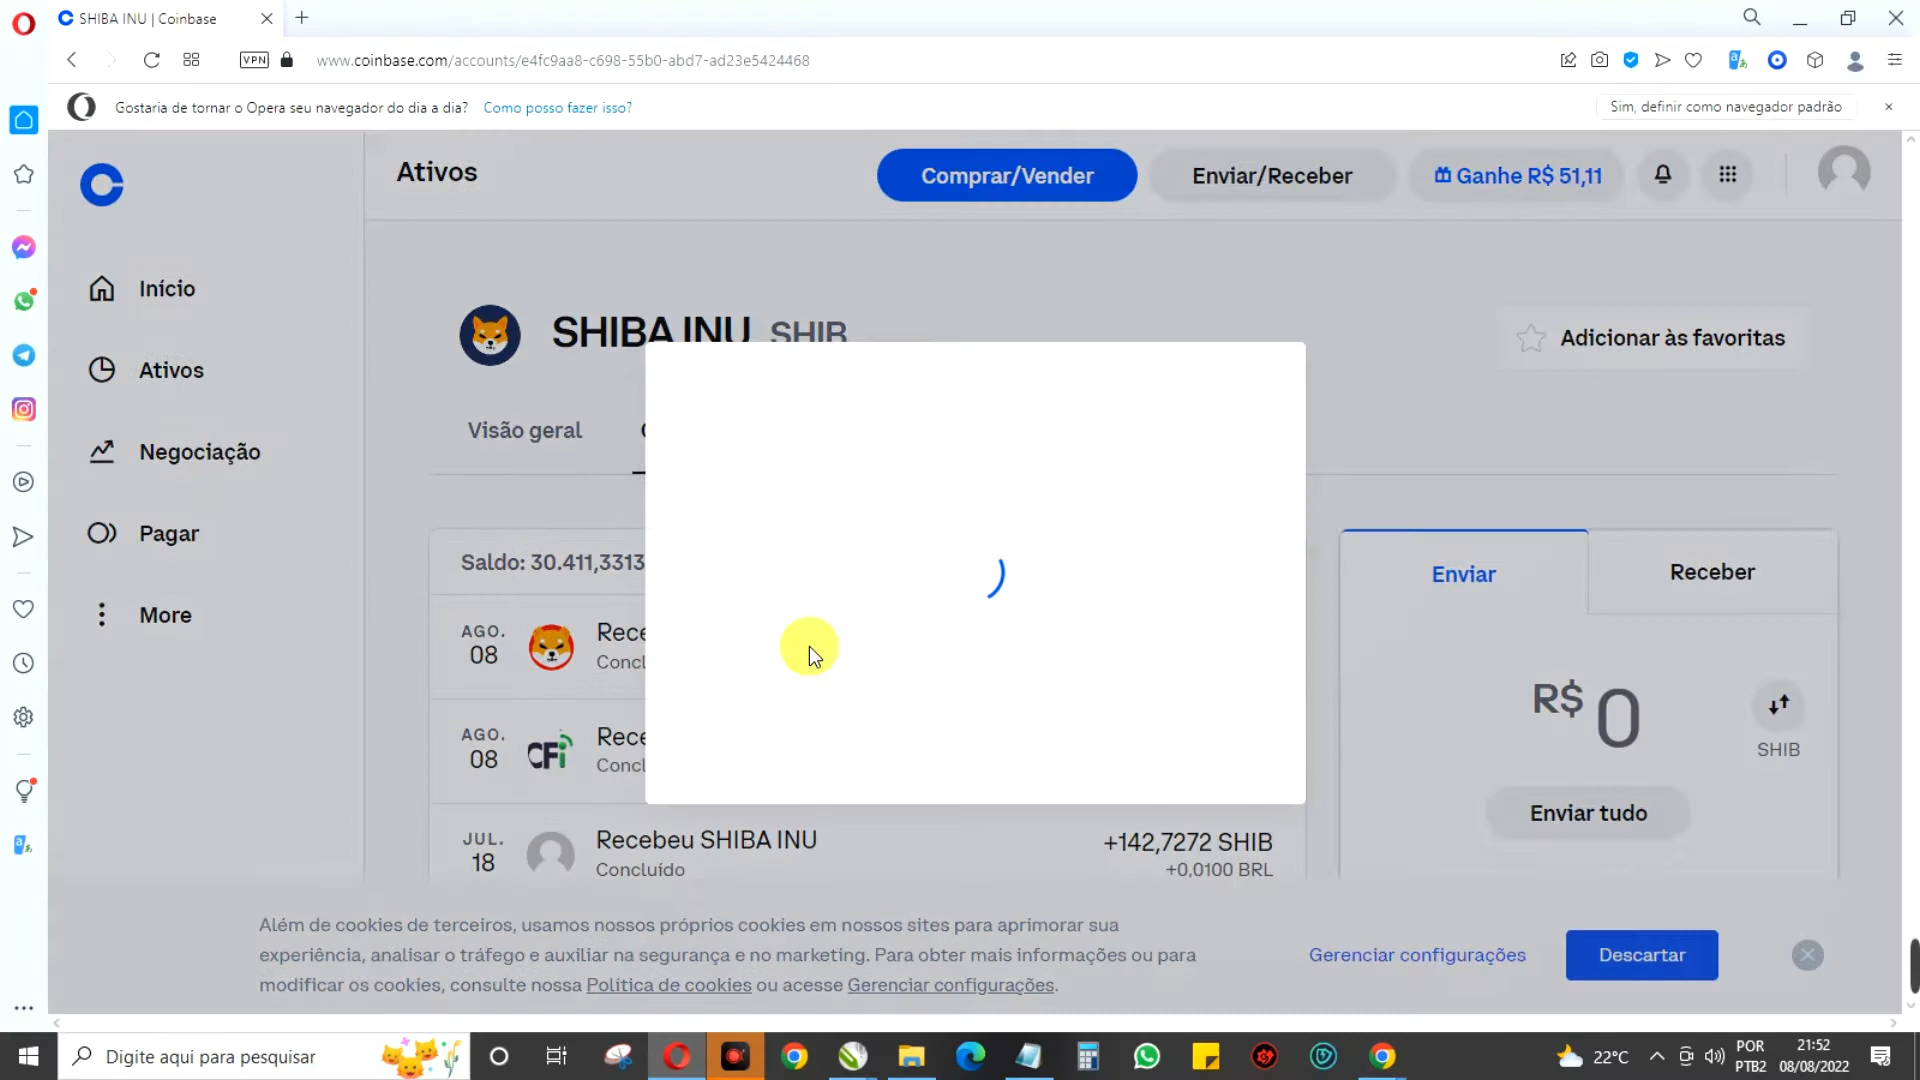 SHIBA INU | Coinbase
VPN
www.coinbase.com/accounts/e4fc9aa8-c698-55b0-abd7-ad23e5424468
Gostaria de tornar o Opera seu navegador do dia a dia? Como posso fazer isso?
Sim, definir como navegador padrão
Ativos
Comprar/Vender
Enviar/Receber
Ganhe R$ 51,11
Início
Ativos
Negociação
Pagar
More
SHIBA INU SHIB
Adicionar às favoritas
Visão geral
Saldo: 30.411,3313
AGO.
08
Rece
Concl
AGO.
08
CFi
Rece
Concl
JUL.
18
Recebeu SHIBA INU
Concluído
+142,7272 SHIB
+0,0100 BRL
Enviar
Receber
R$ 0
SHIB
Enviar tudo
Além de cookies de terceiros, usamos nossos próprios cookies em nossos sites para aprimorar sua
experiência, analisar o tráfego e auxiliar na segurança e no marketing. Para obter mais informações ou para
modificar os cookies, consulte nossa Política de cookies ou acesse Gerenciar configurações.
Gerenciar configurações
Descartar
Digite aqui para pesquisar
22°C
POR
PTB2
21:52
08/08/2022